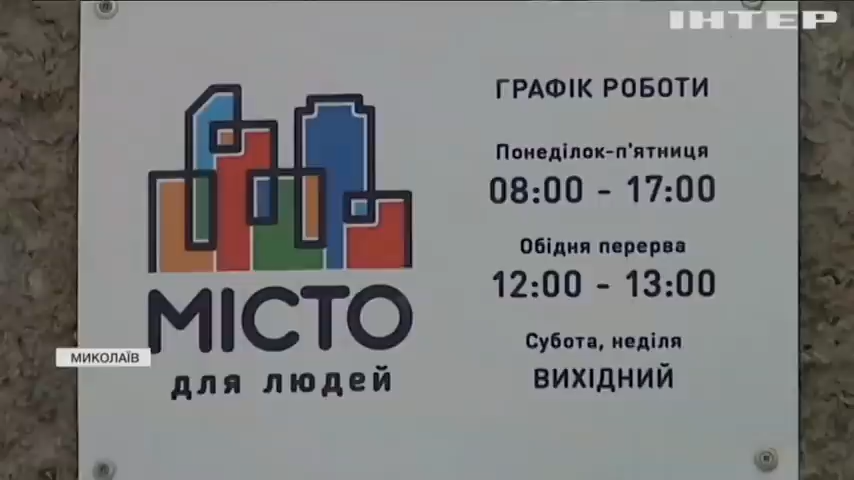 ІНТЕР
ГРАФІК РОБОТИ
Понеділок-п'ятниця
08:00 - 17:00
Обідня перерва
12:00 - 13:00
Субота, неділя
ВИХІДНИЙ
МІСТО
для людей
МИКОЛАЇВ